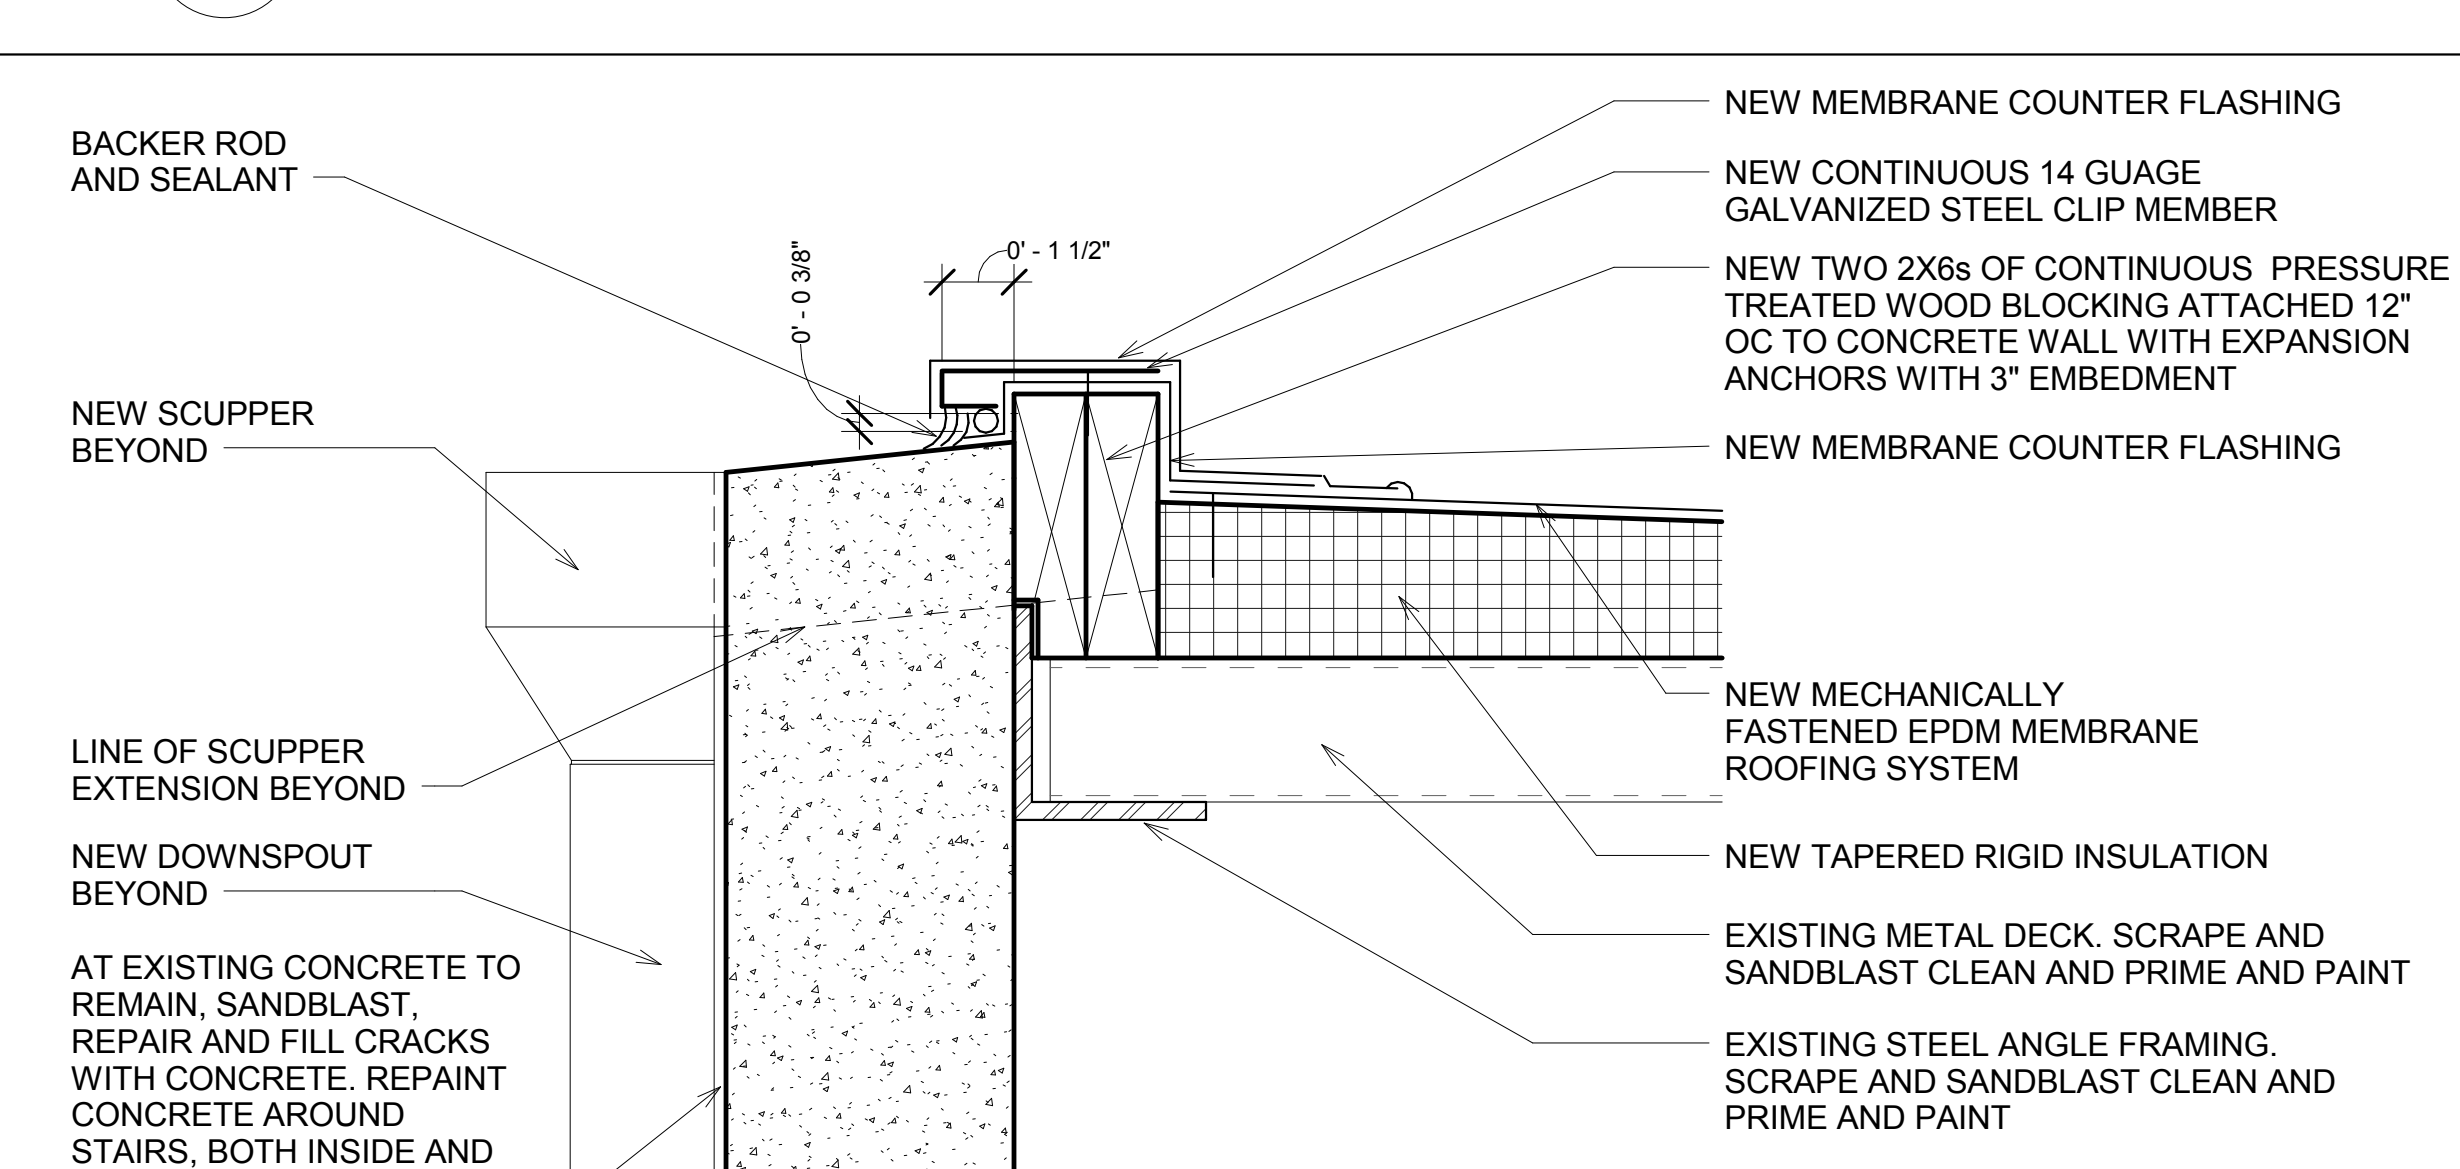 BACKER ROD
AND SEALANT
NEW SCUPPER
BEYOND
LINE OF SCUPPER
EXTENSION BEYOND
NEW DOWNSPOUT
BEYOND
AT EXISTING CONCRETE TO
REMAIN, SANDBLAST,
REPAIR AND FILL CRACKS
WITH CONCRETE. REPAINT
CONCRETE AROUND
STAIRS, BOTH INSIDE AND
0' - 0 3/8"
0' - 1 1/2"
NEW MEMBRANE COUNTER FLASHING
NEW CONTINUOUS 14 GUAGE
GALVANIZED STEEL CLIP MEMBER
NEW TWO 2X6s OF CONTINUOUS  PRESSURE
TREATED WOOD BLOCKING ATTACHED 12"
OC TO CONCRETE WALL WITH EXPANSION
ANCHORS WITH 3" EMBEDMENT
NEW MEMBRANE COUNTER FLASHING
NEW MECHANICALLY
FASTENED EPDM MEMBRANE
ROOFING SYSTEM
NEW TAPERED RIGID INSULATION
EXISTING METAL DECK. SCRAPE AND
SANDBLAST CLEAN AND PRIME AND PAINT
EXISTING STEEL ANGLE FRAMING.
SCRAPE AND SANDBLAST CLEAN AND
PRIME AND PAINT